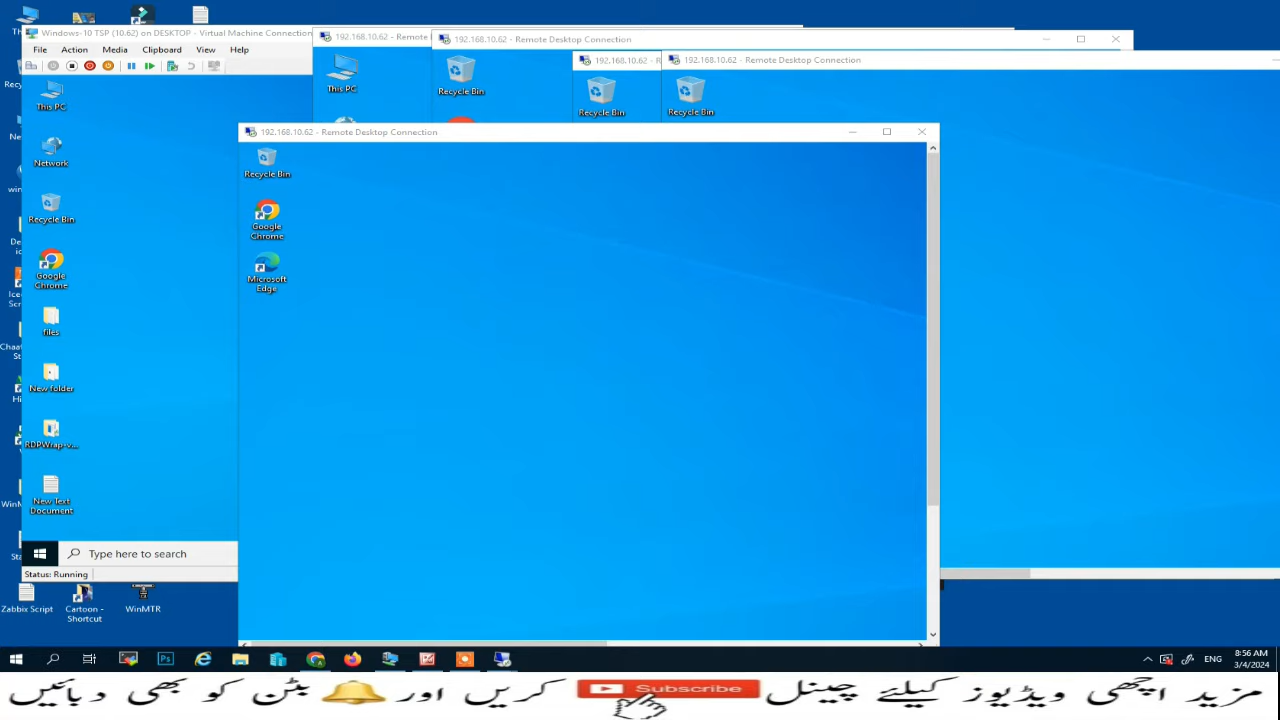 Windows-10 TSP (10.62) on DESKTOP - Virtual Machine Connection
File Action Media Clipboard View Help
192.168.10.62 - Remote
192.168.10.62 - Remote Desktop Connection
192.168.10.62 - R
192.168.10.62 - Remote Desktop Connection
This PC
Recycle Bin
Recycle Bin
Recycle Bin
192.168.10.62 - Remote Desktop Connection
Recycle Bin
Google Chrome
Microsoft Edge
This PC
Network
Recycle Bin
Google Chrome
files
New folder
RDPWrap-v...
New Text Document
Type here to search
Status: Running
Zabbix Script
Cartoon - Shortcut
WinMTR
Ps
ENG
8:56 AM
3/4/2024
مزید اچھی ویڈیوز کیلئے چینل Subscribe کریں اور بٹن کو بھی دبائیں